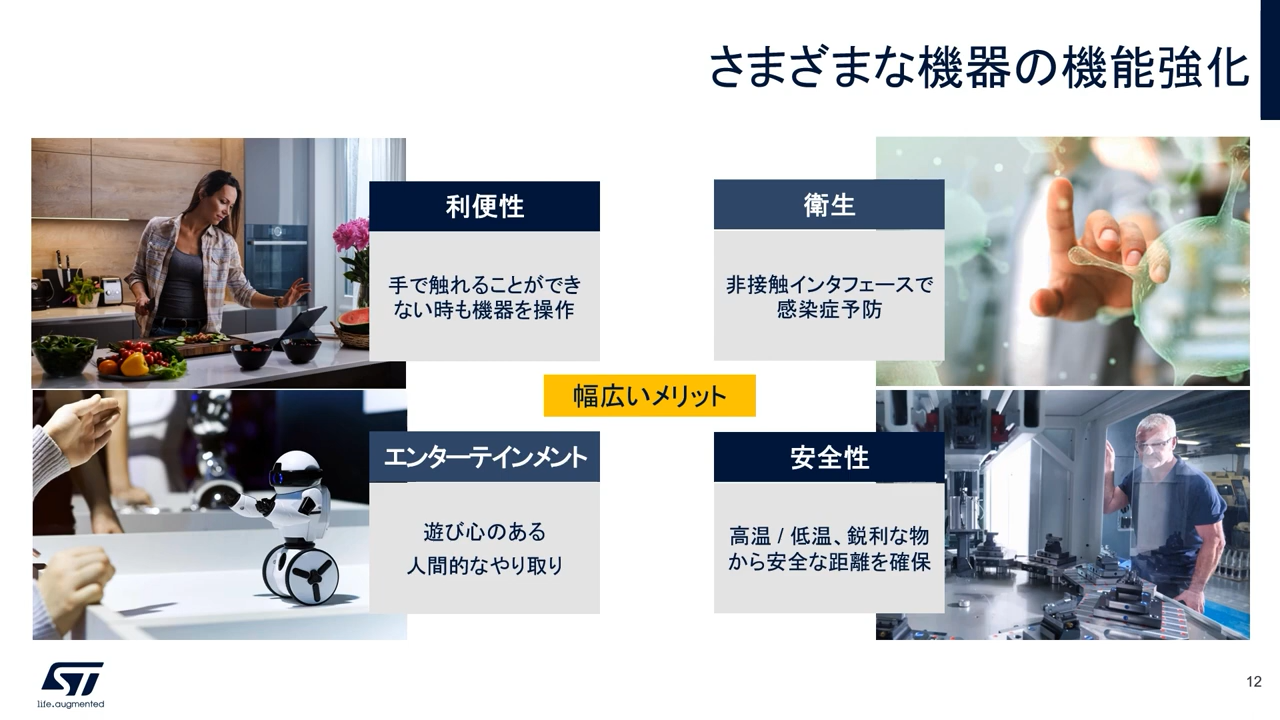 さまざまな機器の機能強化
利便性
手で触れることができ
ない時も機器を操作
衛生
非接触インタフェースで
感染症予防
幅広いメリット
エンターテインメント
遊び心のある
人間的なやり取り
安全性
高温 / 低温、鋭利な物
から安全な距離を確保
ST
life.augmented
12